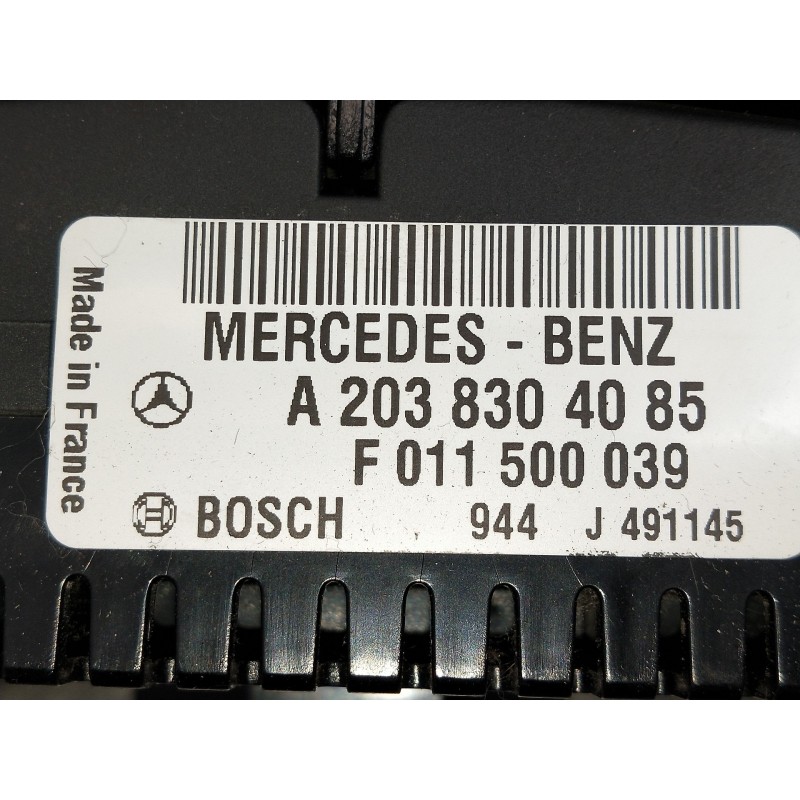 Made in France
MERCEDES - BENZ
A 203 830 40 85
F 011 500 039
BOSCH 944 J 491145